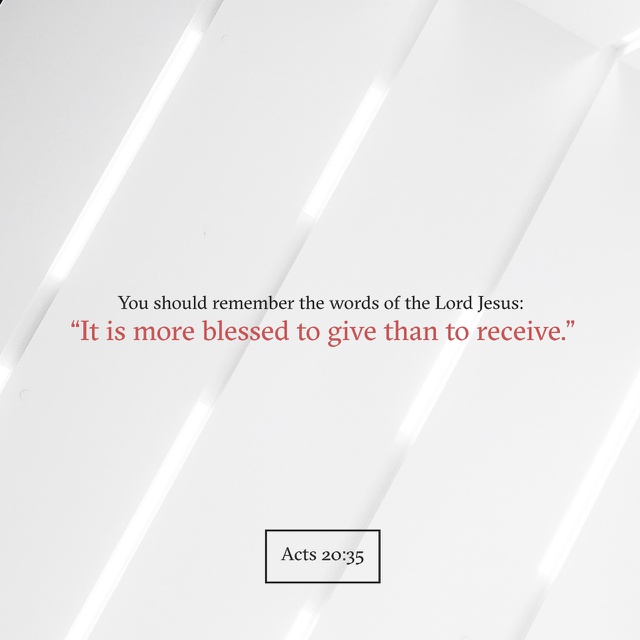 You should remember the words of the Lord Jesus:
“It is more blessed to give than to receive.”
Acts 20:35